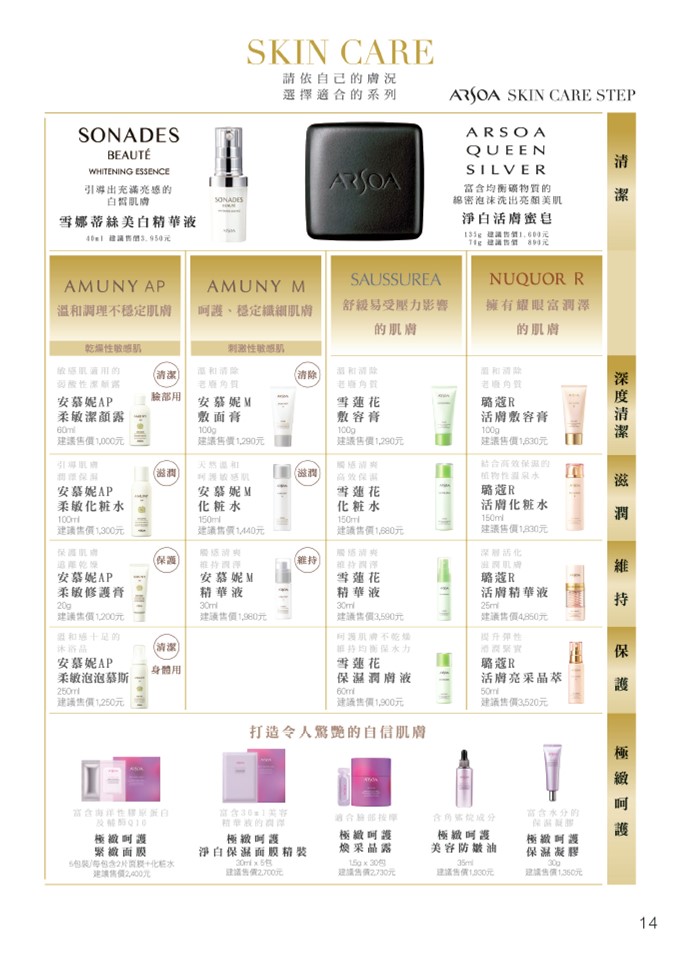 SKIN CARE
請依自己的膚況
選擇適合的系列
ARSOA SKIN CARE STEP
SONADES
BEAUTÉ
WHITENING ESSENCE
引導出充滿亮感的
白皙肌膚
雪娜蒂絲美白精華液
40ml 建議售價3,950元
SONADES
ARSOA
ARSOA
QUEEN
SILVER
富含均衡礦物質的
綿密泡沫洗出亮顏美肌
淨白活膚蜜皂
135g 建議售價1,600元
70g 建議售價 890元
清潔
AMUNY AP
溫和調理不穩定肌膚
乾燥性敏感肌
AMUNY M
呵護、穩定纖細肌膚
刺激性敏感肌
SAUSSUREA
舒緩易受壓力影響
的肌膚
NUQUOR R
擁有耀眼富潤澤
的肌膚
敏感肌適用的
弱酸性潔顏露
清潔
臉部用
安慕妮AP
柔敏潔顏露
60ml
建議售價1,000元
溫和清除
老廢角質
清除
安慕妮M
敷面膏
100g
建議售價1,290元
溫和清除
老廢角質
雪蓮花
敷容膏
100g
建議售價1,290元
溫和清除
老廢角質
璐蔻R
活膚敷容膏
100g
建議售價1,630元
深度清潔
引導肌膚
潤澤保濕
滋潤
安慕妮AP
柔敏化粧水
100ml
建議售價1,300元
天然溫和
呵護敏感肌
滋潤
安慕妮M
化粧水
150ml
建議售價1,440元
觸感清爽
高效保濕
雪蓮花
化粧水
150ml
建議售價1,680元
結合高效保濕的
植物性溫泉水
璐蔻R
活膚化粧水
150ml
建議售價1,830元
滋潤
保護肌膚
遠離乾燥
保護
安慕妮AP
柔敏修護膏
20g
建議售價1,200元
觸感清爽
維持潤澤
維持
安慕妮M
精華液
30ml
建議售價1,980元
觸感清爽
維持潤澤
雪蓮花
精華液
30ml
建議售價3,590元
深層活化
滋潤肌膚
璐蔻R
活膚精華液
25ml
建議售價4,850元
維持
溫和感十足的
沐浴品
清潔
身體用
安慕妮AP
柔敏泡泡慕斯
250ml
建議售價1,250元
呵護肌膚不乾燥
維持均衡保水力
雪蓮花
保濕潤膚液
60ml
建議售價1,900元
提升彈性
滑潤緊實
璐蔻R
活膚亮采晶萃
50ml
建議售價3,520元
保護
打造令人驚艷的自信肌膚
富含海洋性膠原蛋白
及輔酶Q10
極緻呵護
緊緻面膜
5包裝/每包含2片面膜+化粧水
建議售價2,400元
富含30ml美容
精華液的潤澤
極緻呵護
淨白保濕面膜精裝
30ml x 5包
建議售價2,700元
適合臉部按摩
極緻呵護
煥采晶露
1.5g x 30包
建議售價2,730元
含角鯊烷成分
極緻呵護
美容防皺油
35ml
建議售價1,930元
富含水分的
保濕凝膠
極緻呵護
保濕凝膠
30g
建議售價1,350元
極緻呵護
14